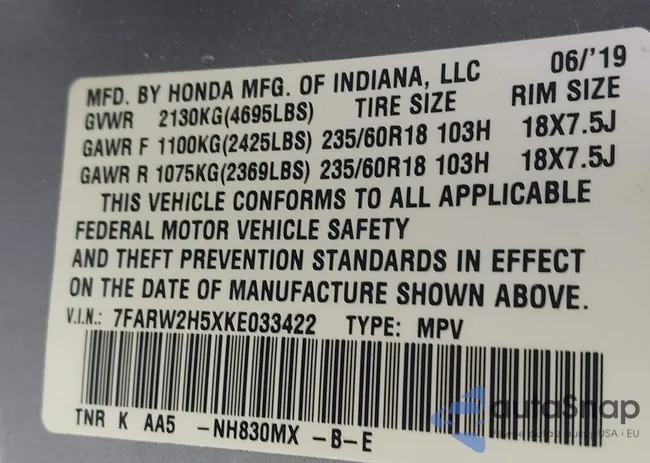 MFD. BY HONDA MFG. OF INDIANA, LLC 06/'19
GVWR 2130KG(4695LBS) TIRE SIZE RIM SIZE
GAWR F 1100KG(2425LBS) 235/60R18 103H 18X7.5J
GAWR R 1075KG(2369LBS) 235/60R18 103H 18X7.5J
THIS VEHICLE CONFORMS TO ALL APPLICABLE
FEDERAL MOTOR VEHICLE SAFETY
AND THEFT PREVENTION STANDARDS IN EFFECT
ON THE DATE OF MANUFACTURE SHOWN ABOVE.
V.I.N.: 7FARW2H5XKE033422 TYPE: MPV
TNR K AA5 -NH830MX -B-E
autoSnap
USA EU